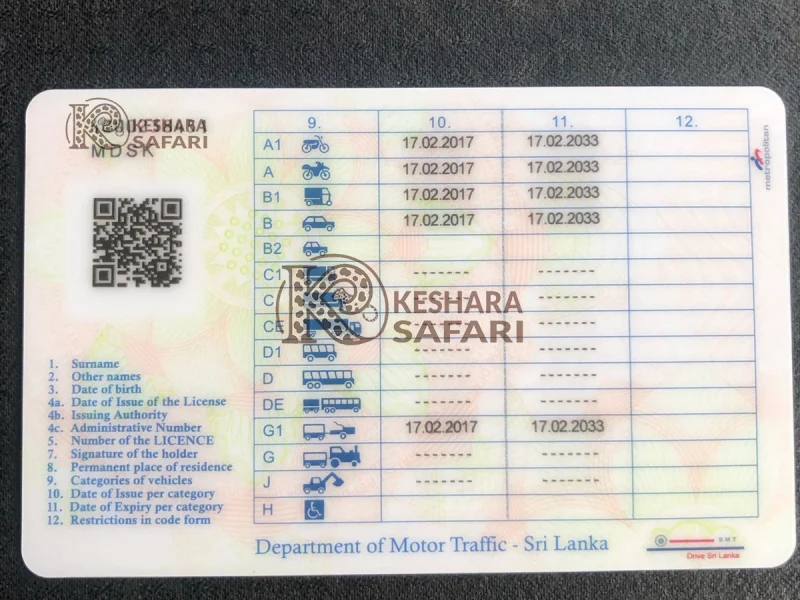 KESHARA
SAFARI
MDSK
9. 10. 11. 12.
A1 17.02.2017 17.02.2033
A 17.02.2017 17.02.2033
B1 17.02.2017 17.02.2033
B 17.02.2017 17.02.2033
B2
C1 ------- -------
C ------- -------
CE ------- -------
D1 ------- -------
D ------- -------
DE ------- -------
G1 17.02.2017 17.02.2033
G ------- -------
J ------- -------
H
KESHARA
SAFARI
metropolitan
1. Surname
2. Other names
3. Date of birth
4a. Date of Issue of the License
4b. Issuing Authority
4c. Administrative Number
5. Number of the LICENCE
7. Signature of the holder
8. Permanent place of residence
9. Categories of vehicles
10. Date of Issue per category
11. Date of Expiry per category
12. Restrictions in code form
Department of Motor Traffic - Sri Lanka
DMT
Drive Sri Lanka